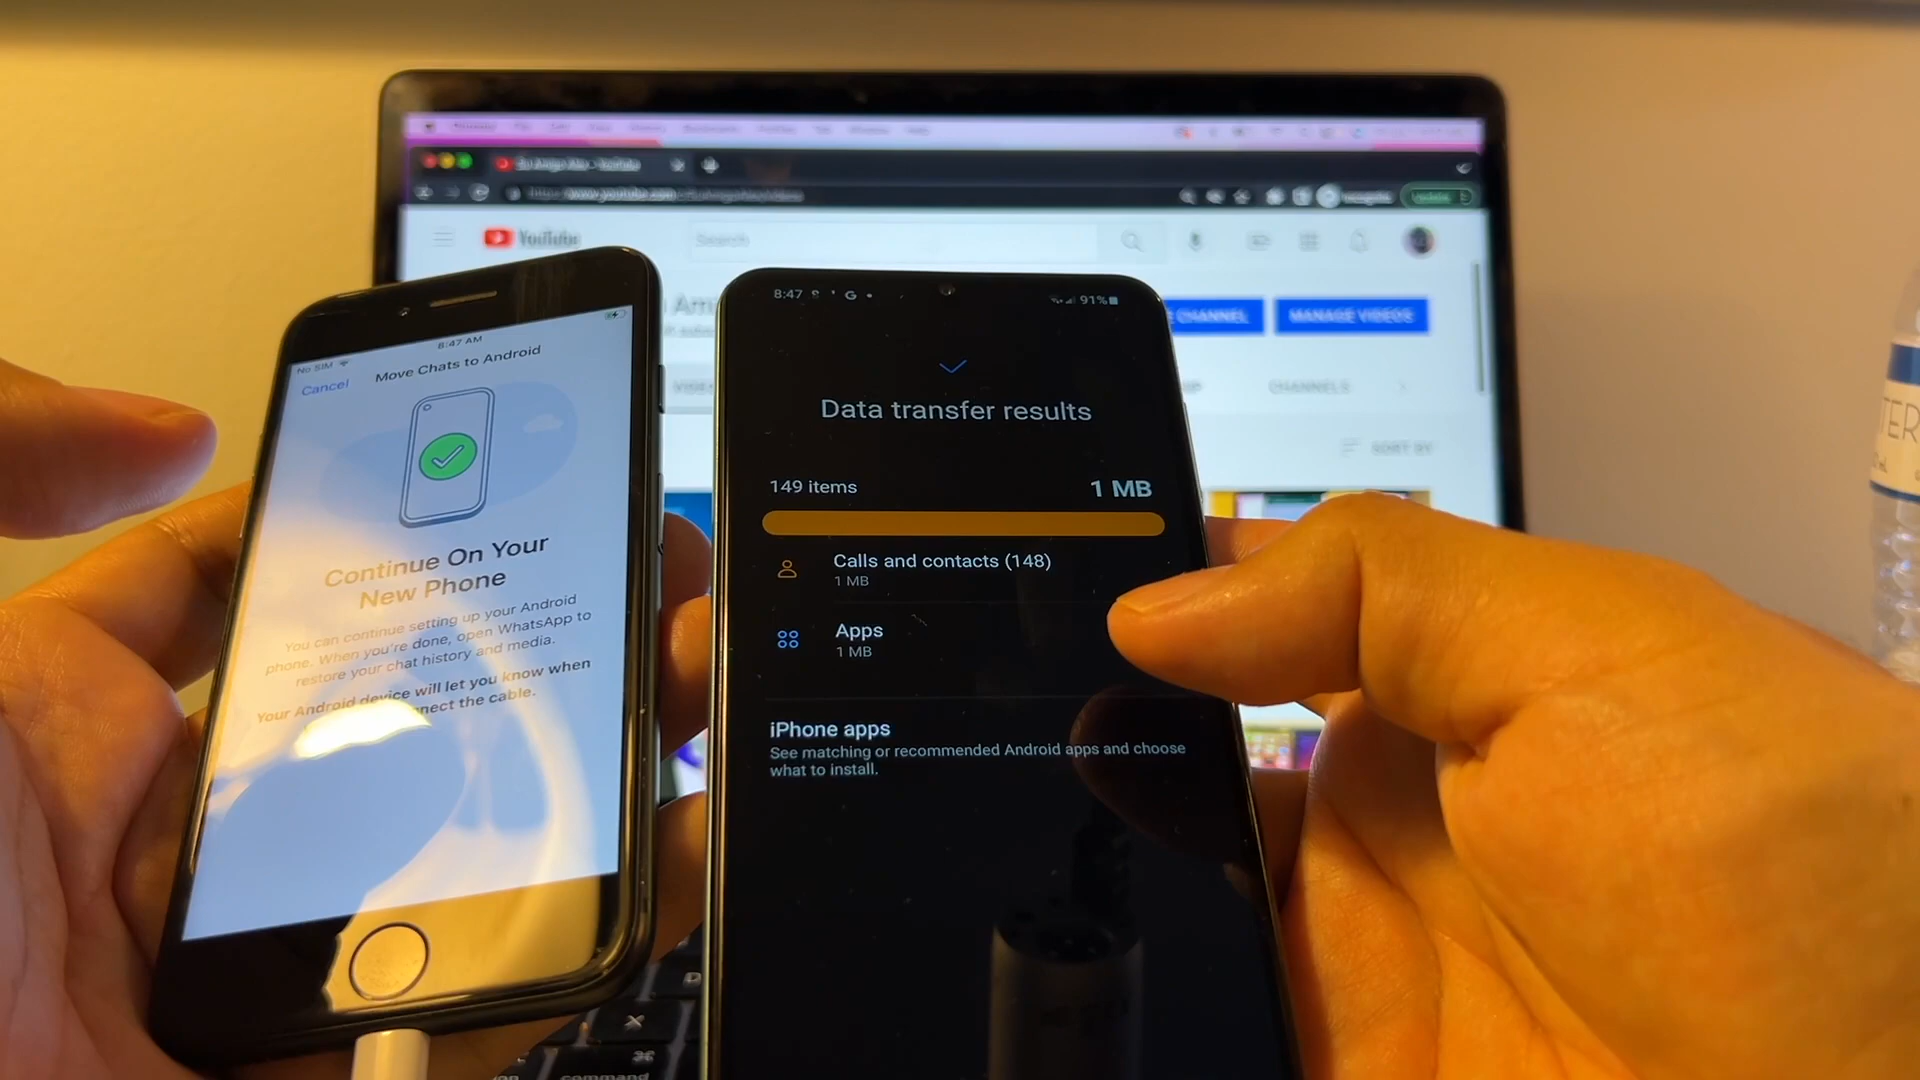 YouTube
Search
CHANNEL
MANAGE VIDEOS
CHANNELS
SORT BY
8:47 AM
No SIM
Cancel
Move Chats to Android
Continue On Your
New Phone
You can continue setting up your Android
phone. When you're done, open WhatsApp to
restore your chat history and media.
Your Android device will let you know when
the cable.
8:47
G
91%
Data transfer results
149 items
1 MB
Calls and contacts (148)
1 MB
Apps
1 MB
iPhone apps
See matching or recommended Android apps and choose
what to install.
TER
D
X
⌘
command